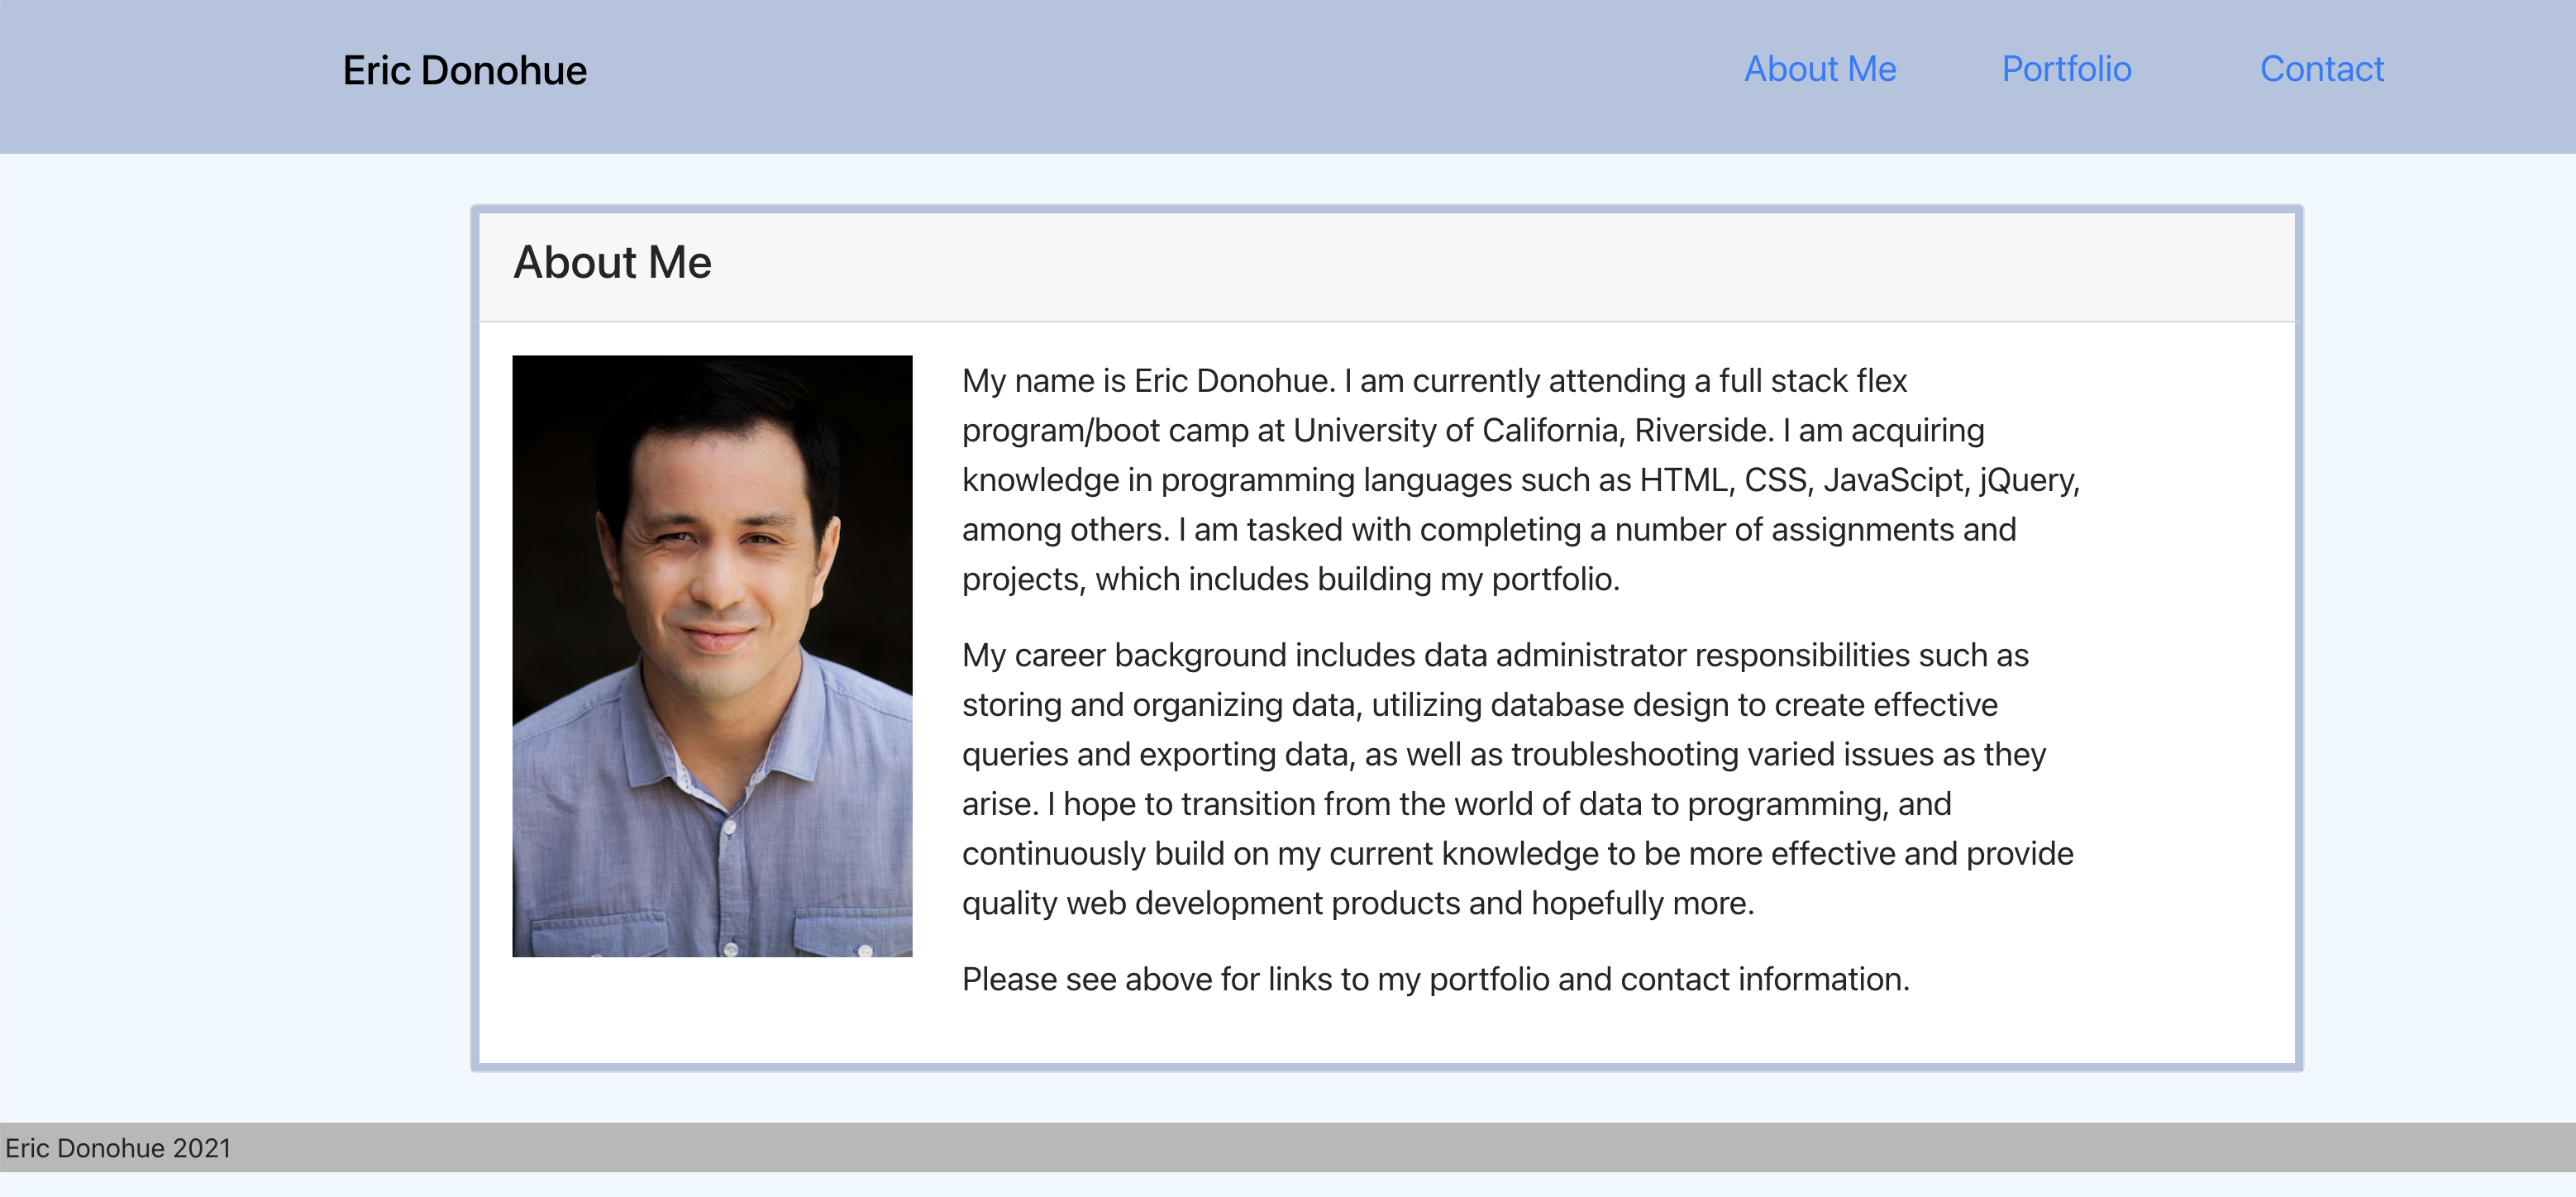 Eric Donohue
About Me
Portfolio
Contact
About Me
My name is Eric Donohue. I am currently attending a full stack flex
program/boot camp at University of California, Riverside. I am acquiring
knowledge in programming languages such as HTML, CSS, JavaScipt, jQuery,
among others. I am tasked with completing a number of assignments and
projects, which includes building my portfolio.
My career background includes data administrator responsibilities such as
storing and organizing data, utilizing database design to create effective
queries and exporting data, as well as troubleshooting varied issues as they
arise. I hope to transition from the world of data to programming, and
continuously build on my current knowledge to be more effective and provide
quality web development products and hopefully more.
Please see above for links to my portfolio and contact information.
Eric Donohue 2021